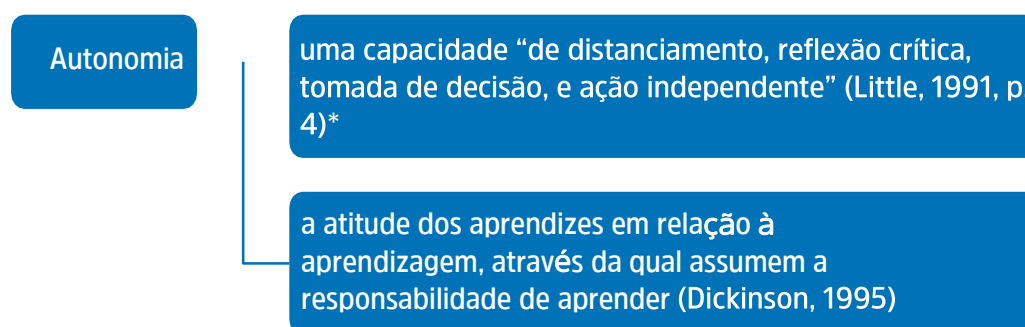 Autonomia
uma capacidade “de distanciamento, reflexão crítica,
tomada de decisão, e ação independente” (Little, 1991, p.
4)*
a atitude dos aprendizes em relação à
aprendizagem, através da qual assumem a
responsabilidade de aprender (Dickinson, 1995)